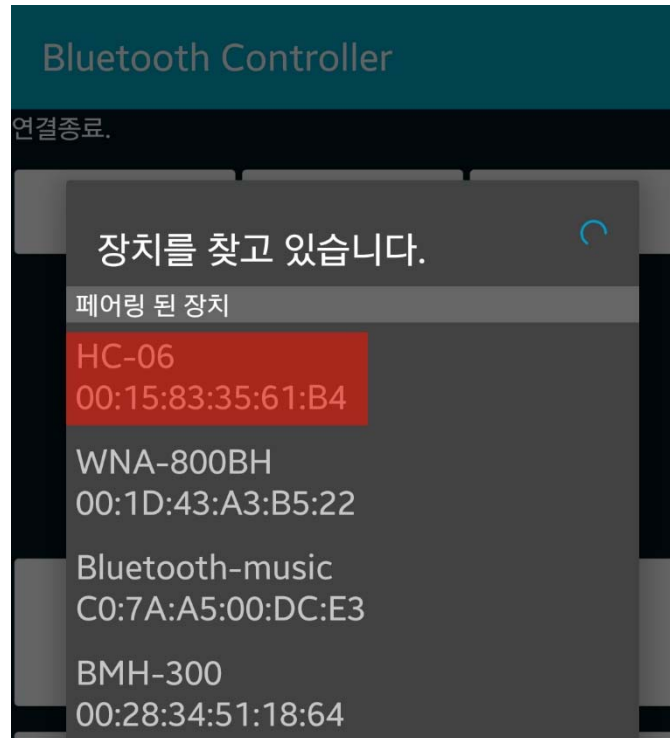 Bluetooth Controller
연결종료.
장치를 찾고 있습니다.
페어링 된 장치
HC-06
00:15:83:35:61:B4
WNA-800BH
00:1D:43:A3:B5:22
Bluetooth-music
C0:7A:A5:00:DC:E3
BMH-300
00:28:34:51:18:64